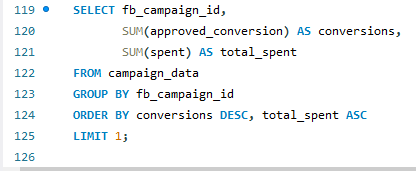 119 SELECT fb_campaign_id,
120 SUM(approved_conversion) AS conversions,
121 SUM(spent) AS total_spent
122 FROM campaign_data
123 GROUP BY fb_campaign_id
124 ORDER BY conversions DESC, total_spent ASC
125 LIMIT 1;
126